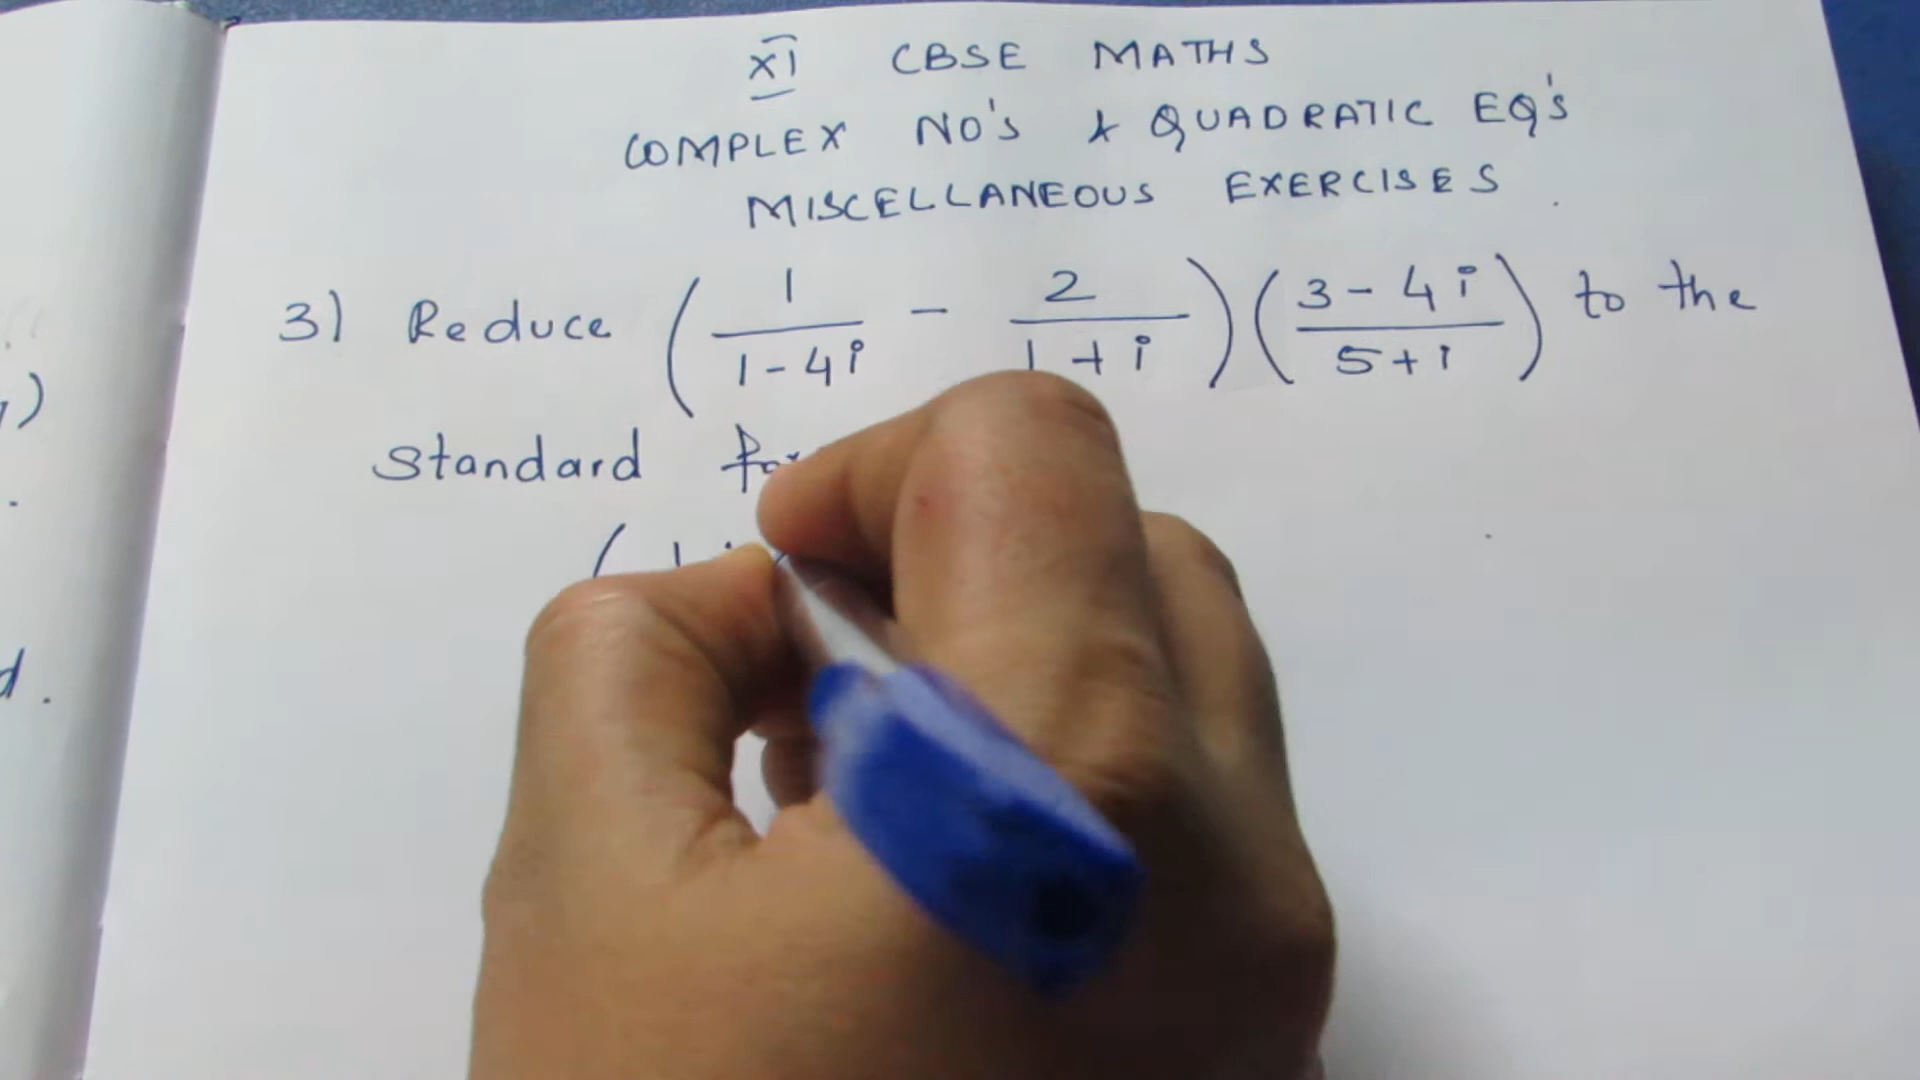 XI CBSE MATHS
COMPLEX NO'S & QUADRATIC EQ'S
MISCELLANEOUS EXERCISES .
3) Reduce (1/(1-4i) - 2/(1+i)) ((3-4i)/(5+i)) to the
standard